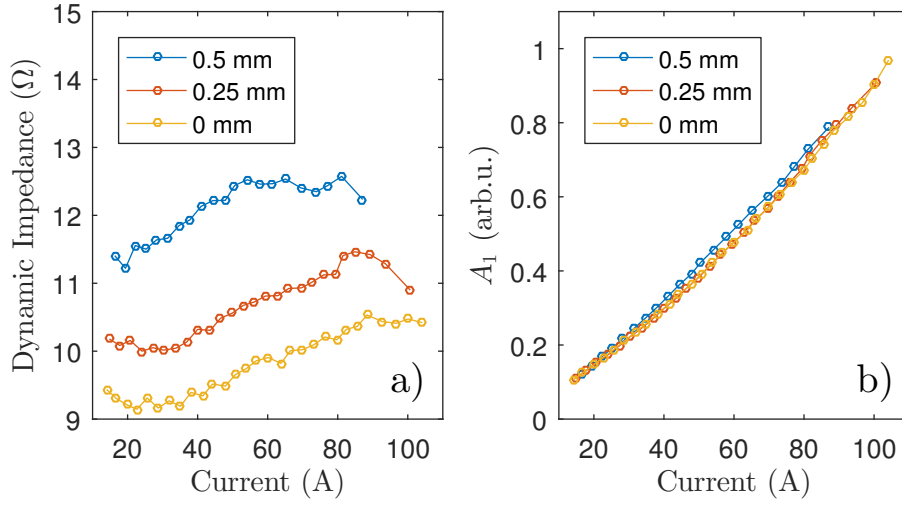 15
14
13
12
11
10
9
Dynamic Impedance (Ω)
0.5 mm
0.25 mm
0 mm
a)
20 40 60 80 100
Current (A)
1
0.8
0.6
0.4
0.2
0
A₁ (arb.u.)
0.5 mm
0.25 mm
0 mm
b)
20 40 60 80 100
Current (A)